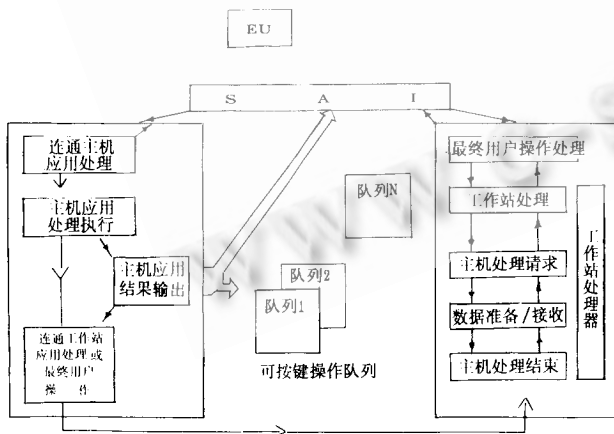 EU
S A I
连通主机
应用处理
主机应用
处理执行
主机应用
结果输出
连通工作站
应用处理或
最终用户
操 作
队列N
队列2
队列1
可按键操作队列
最终用户操作处理
工作站处理
主机处理请求
数据准备/接收
主机处理结束
工作站处理器